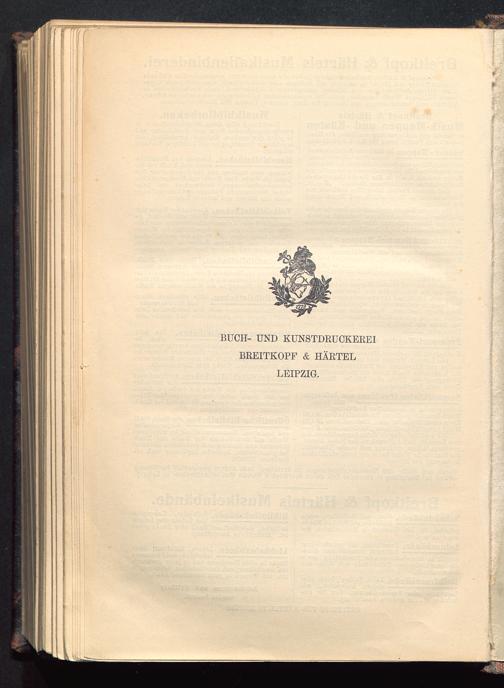 BUCH- UND KUNSTDRUCKEREI
BREITKOPF & HÄRTEL
LEIPZIG.